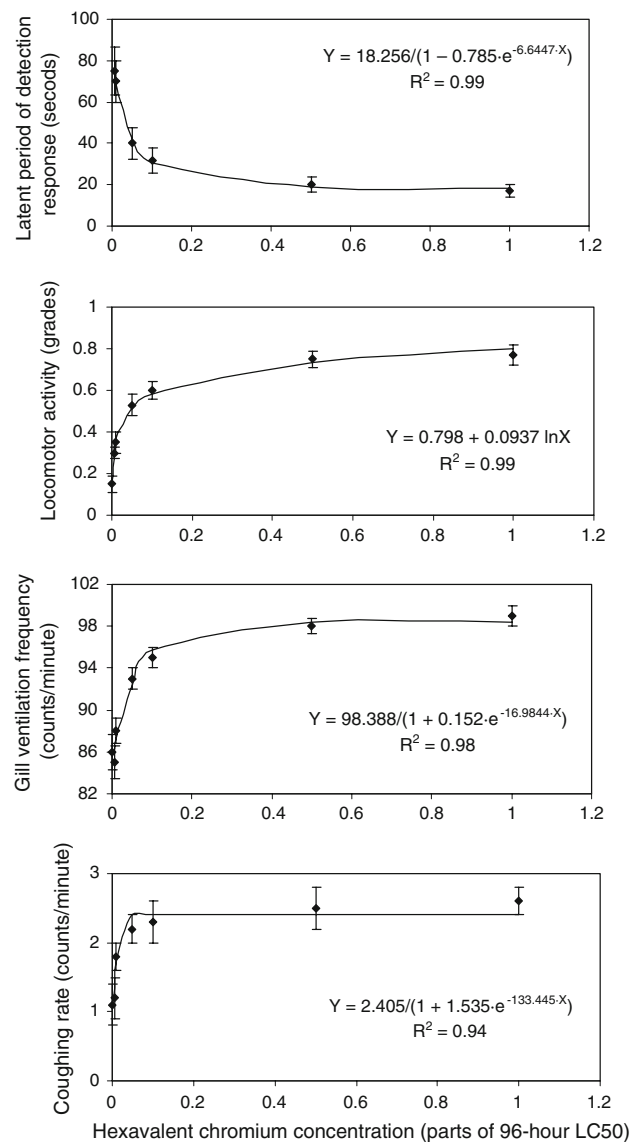 Latent period of detection
response (secods)
100
80
60
40
20
0
Y = 18.256/(1 – 0.785·e^-6.6447·X)
R² = 0.99
0 0.2 0.4 0.6 0.8 1 1.2
Locomotor activity (grades)
1
0.8
0.6
0.4
0.2
0
Y = 0.798 + 0.0937 lnX
R² = 0.99
0 0.2 0.4 0.6 0.8 1 1.2
Gill ventilation frequency
(counts/minute)
102
98
94
90
86
82
Y = 98.388/(1 + 0.152·e^-16.9844·X)
R² = 0.98
0 0.2 0.4 0.6 0.8 1 1.2
Coughing rate (counts/minute)
3
2
1
0
Y = 2.405/(1 + 1.535·e^-133.445·X)
R² = 0.94
0 0.2 0.4 0.6 0.8 1 1.2
Hexavalent chromium concentration (parts of 96-hour LC50)